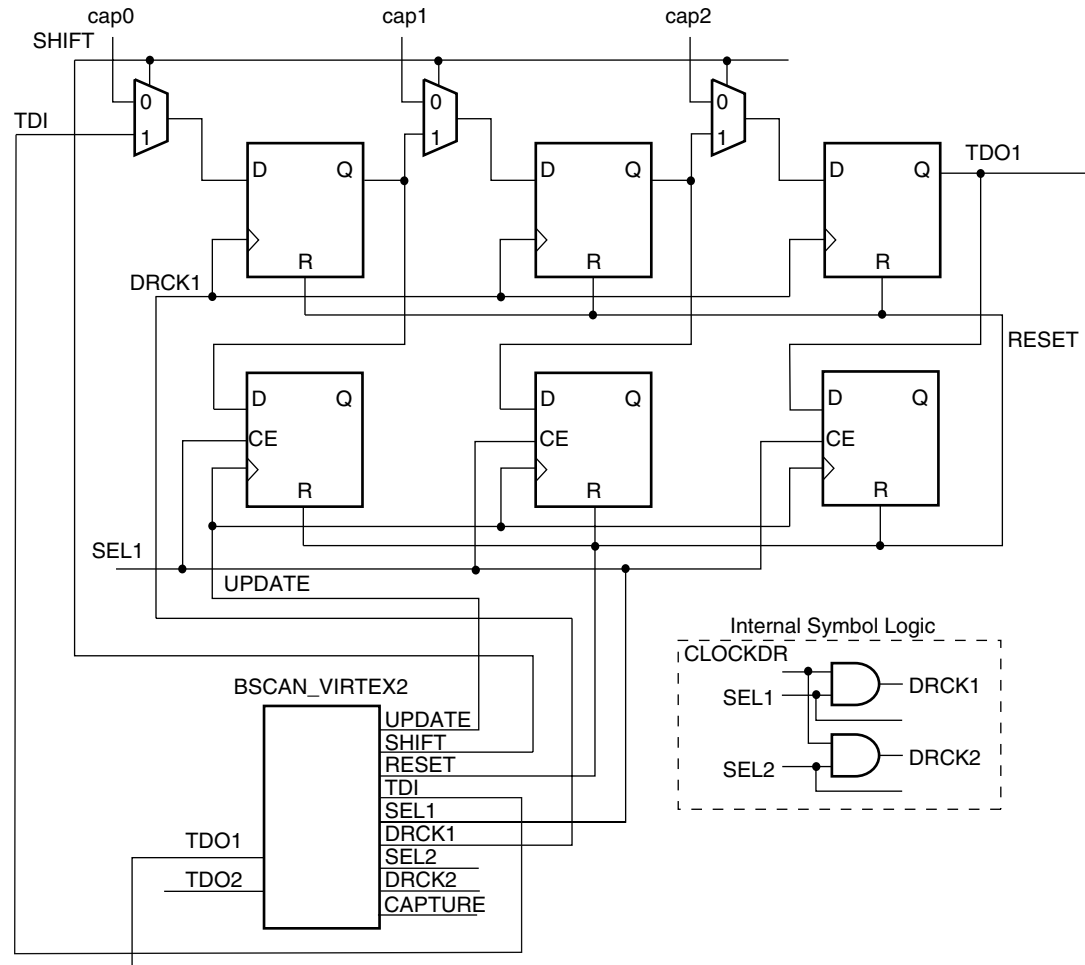 cap0
cap1
cap2
SHIFT
0
0
0
TDI
1
1
1
TDO1
D
Q
D
Q
D
Q
R
R
R
DRCK1
RESET
D
Q
D
Q
D
Q
CE
CE
CE
R
R
R
SEL1
UPDATE
Internal Symbol Logic
CLOCKDR
SEL1
DRCK1
SEL2
DRCK2
BSCAN_VIRTEX2
UPDATE
SHIFT
RESET
TDI
SEL1
DRCK1
SEL2
DRCK2
CAPTURE
TDO1
TDO2